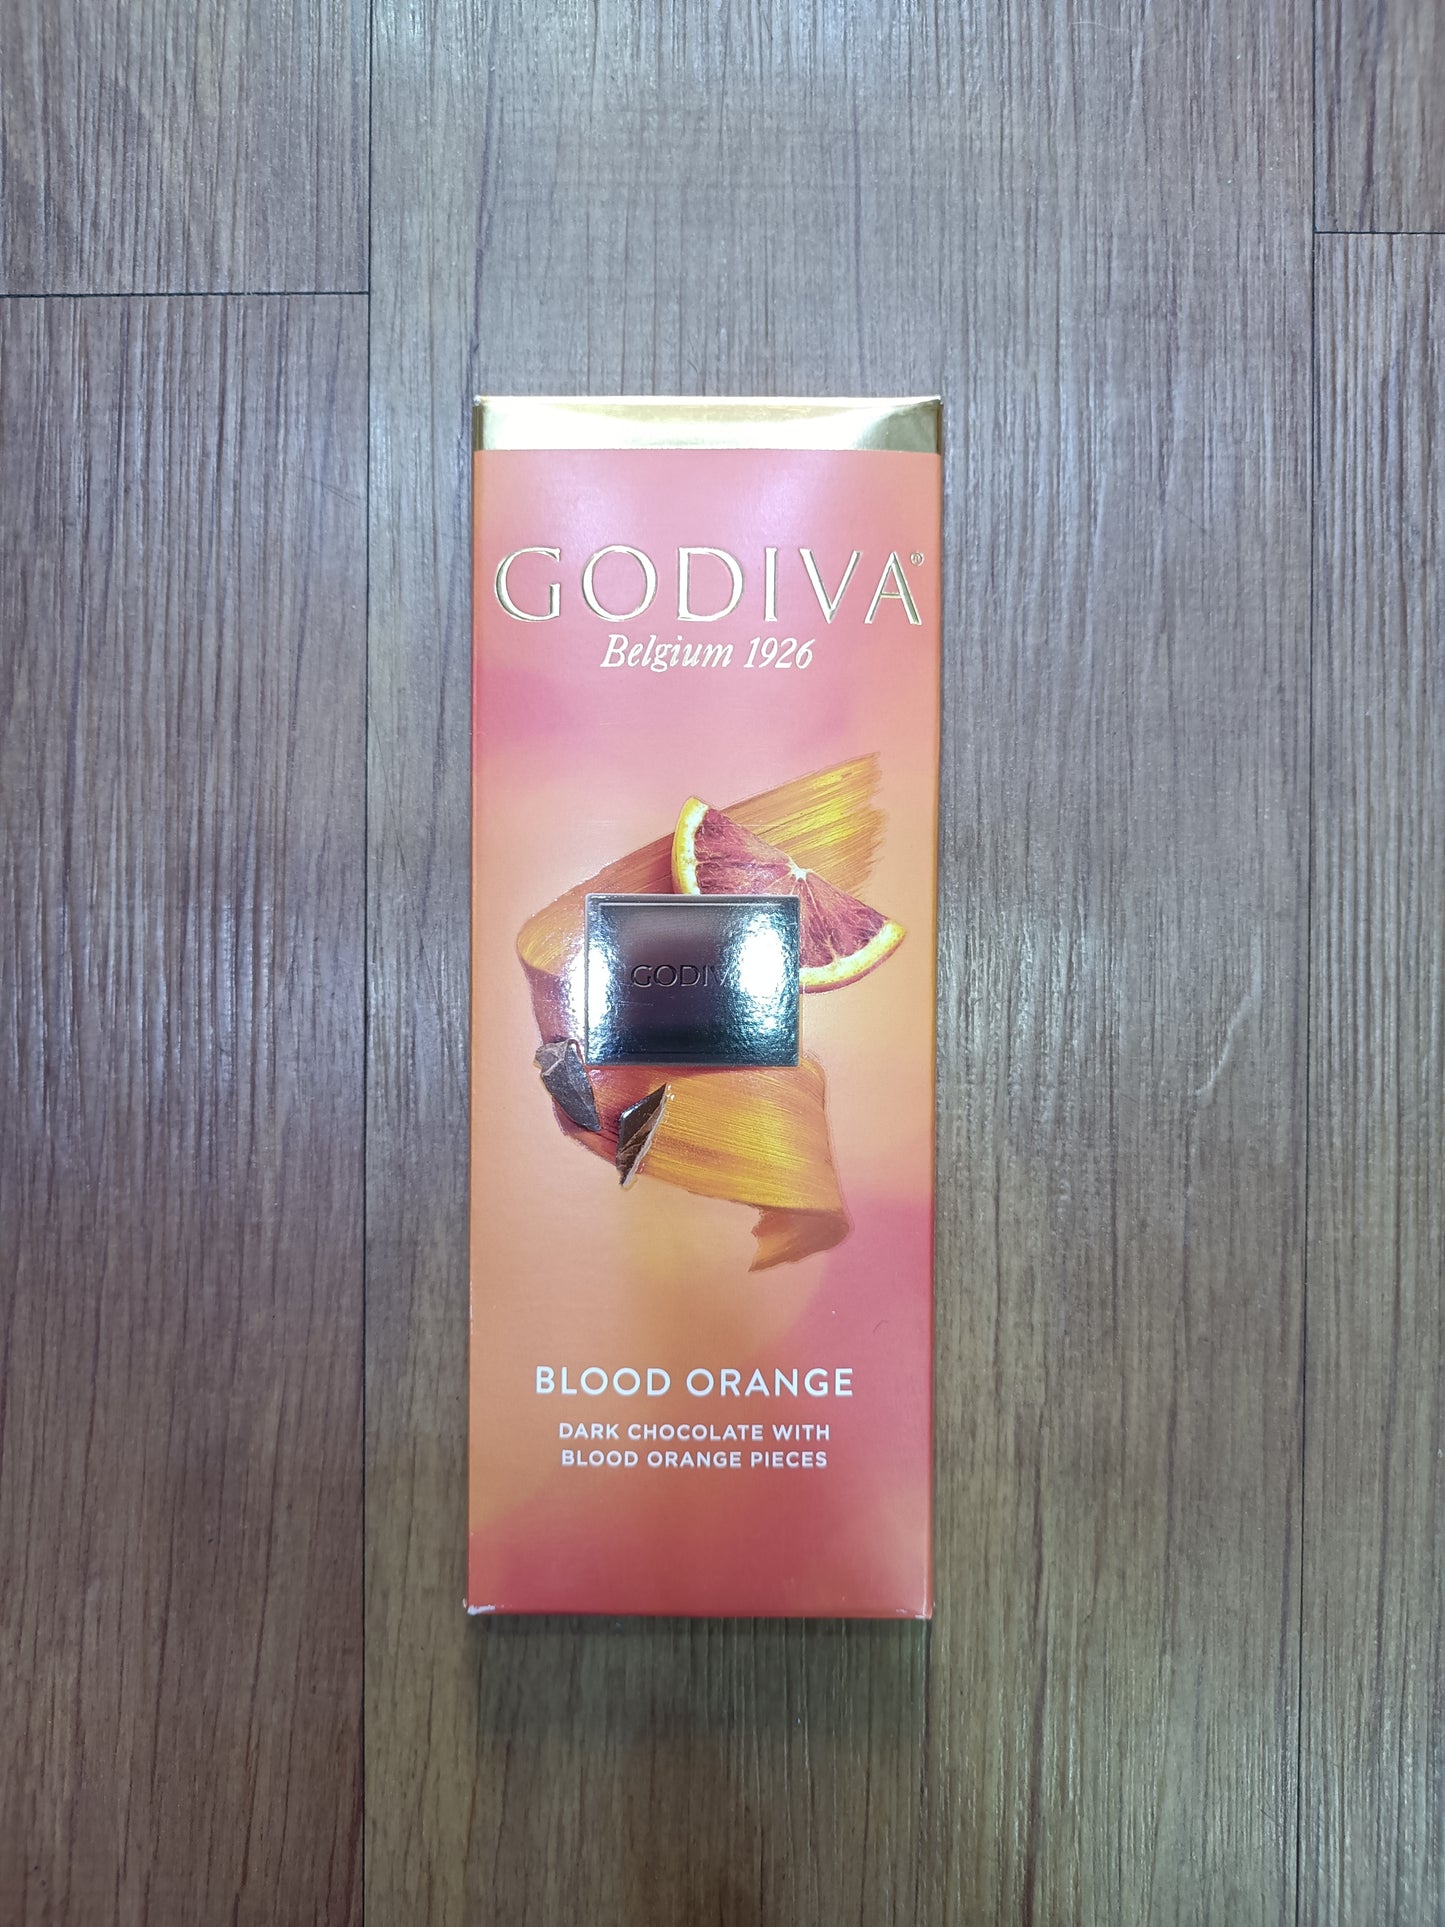 GODIVA®
Belgium 1926
GODIVA
BLOOD ORANGE
DARK CHOCOLATE WITH
BLOOD ORANGE PIECES